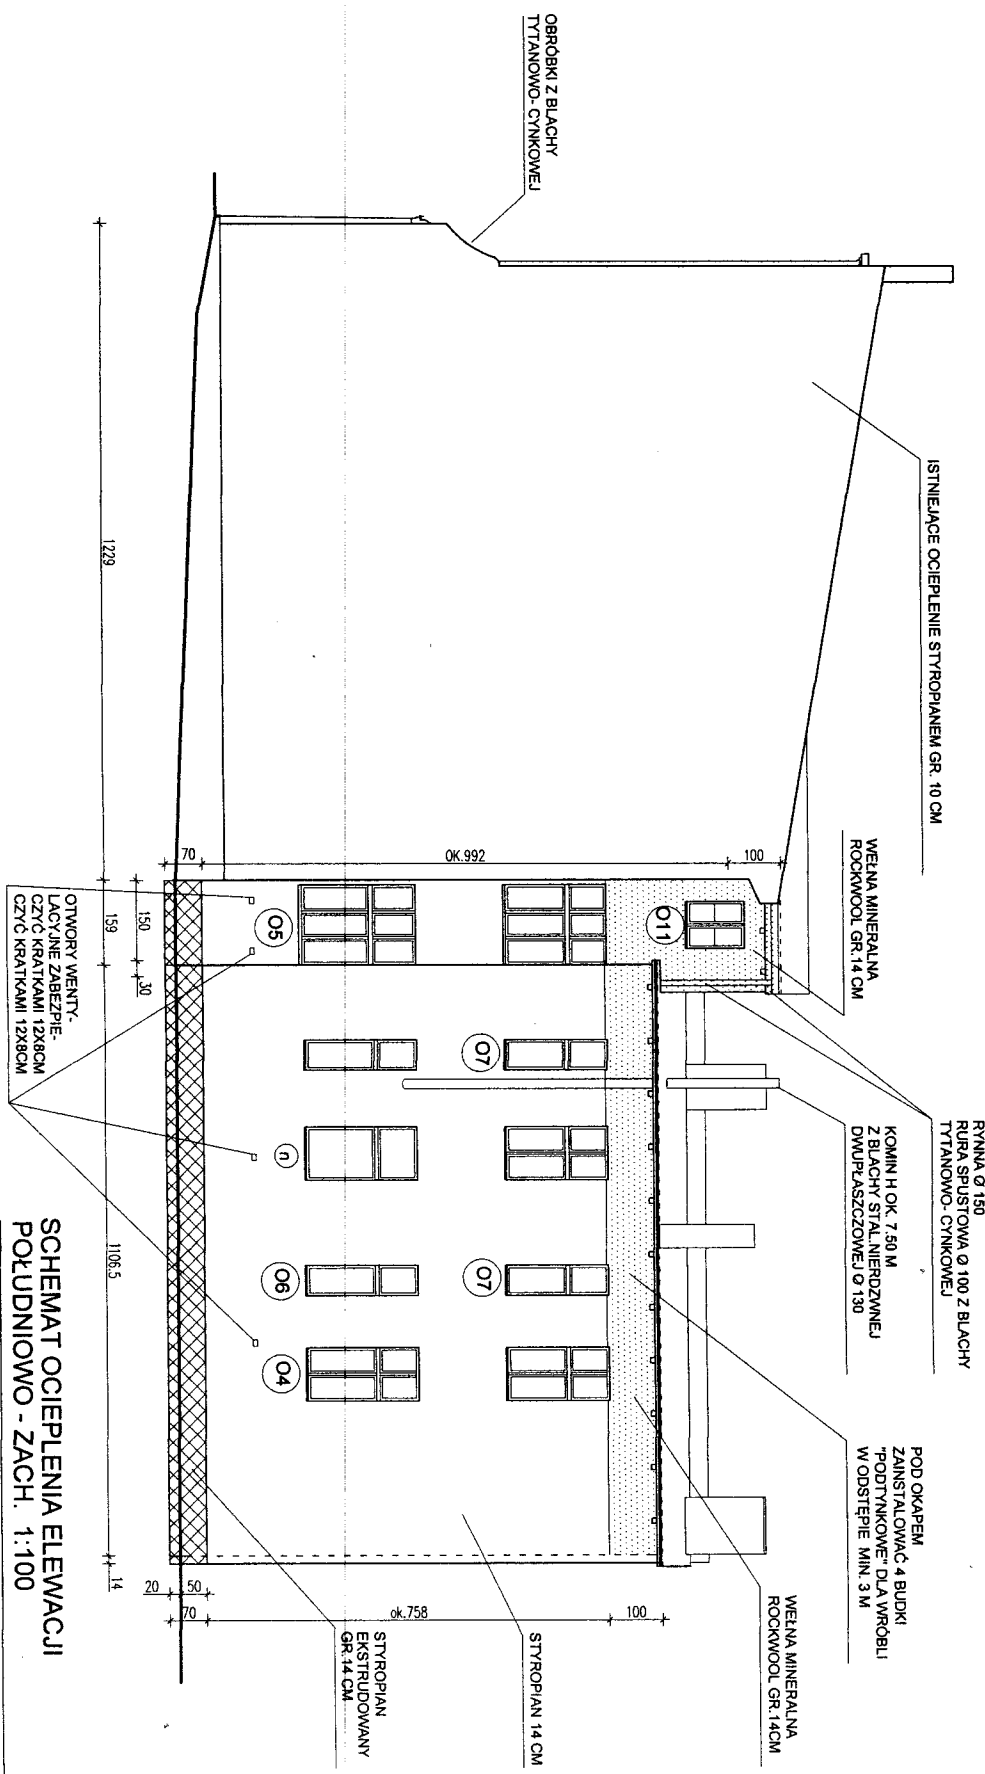 OBRÓBKI Z BLACHY
TYTANOWO- CYNKOWEJ
ISTNIEJĄCE OCIEPLENIE STYROPIANEM GR. 10 CM
WEŁNA MINERALNA
ROCKWOOL GR.14 CM
RYNNA Ø 150
RURA SPUSTOWA Ø 100 Z BLACHY
TYTANOWO- CYNKOWEJ
KOMIN H OK. 7.50 M
Z BLACHY STAL.NIERDZWNEJ
DWUPŁASZCZOWEJ Ø 130
POD OKAPEM
ZAINSTALOWAĆ 4 BUDKI
"PODTYNKOWE" DLA WRÓBLI
W ODSTĘPIE MIN. 3 M
WEŁNA MINERALNA
ROCKWOOL GR.14CM
STYROPIAN 14 CM
STYROPIAN
EKSTRUDOWANY
GR.14 CM
70
OK.992
100
O11
O5
O7
O7
n
O6
O4
20
50
70
ok.758
100
1229
159
150
30
1106.5
14
OTWORY WENTY-
LACYJNE ZABEZPIE-
CZYĆ KRATKAMI 12X8CM
CZYĆ KRATKAMI 12X8CM
SCHEMAT OCIEPLENIA ELEWACJI
POŁUDNIOWO - ZACH. 1:100